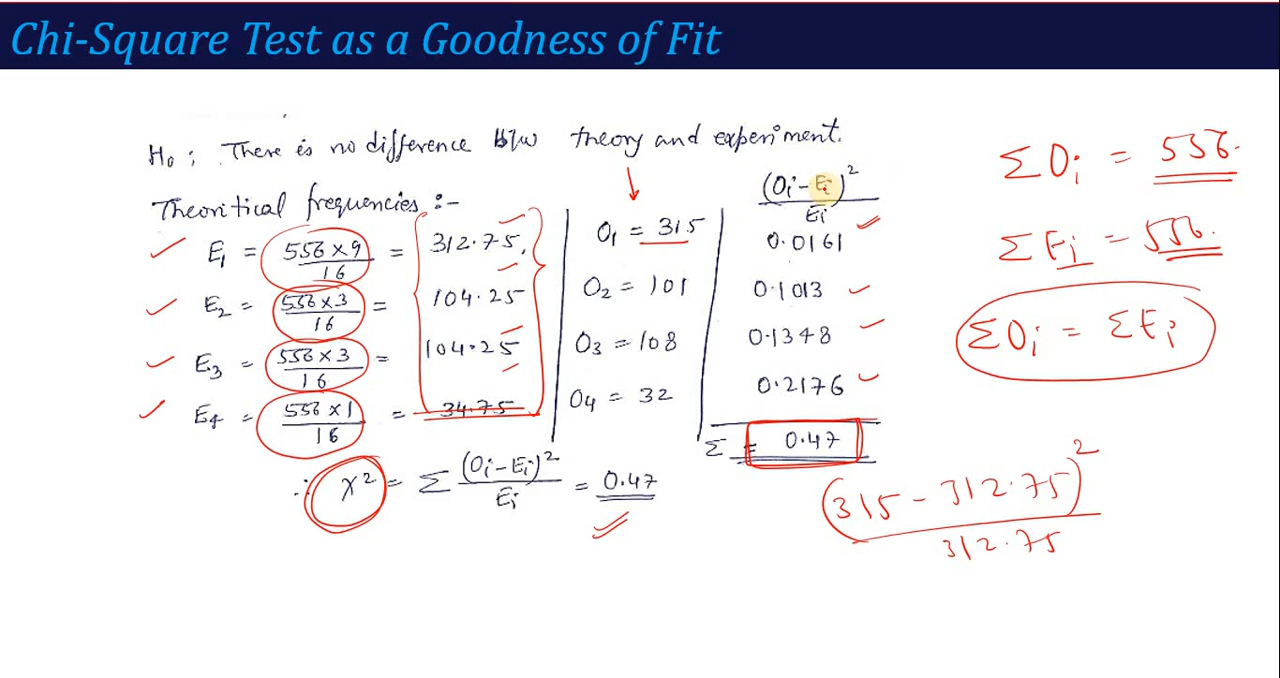 Chi-Square Test as a Goodness of Fit
H₀ : There is no difference b/w theory and experiment.
Theoritical frequencies :-
E₁ = 556 × 9 / 16 = 312.75
E₂ = 556 × 3 / 16 = 104.25
E₃ = 556 × 3 / 16 = 104.25
E₄ = 556 × 1 / 16 = 34.75
O₁ = 315
O₂ = 101
O₃ = 108
O₄ = 32
(Oi - Ei)² / Ei
0.0161
0.1013
0.1348
0.2176
Σ = 0.47
∴ χ² = Σ (Oi - Ei)² / Ei = 0.47
ΣOi = 556.
ΣEi = 556.
ΣOi = ΣEi
(315 - 312.75)² / 312.75